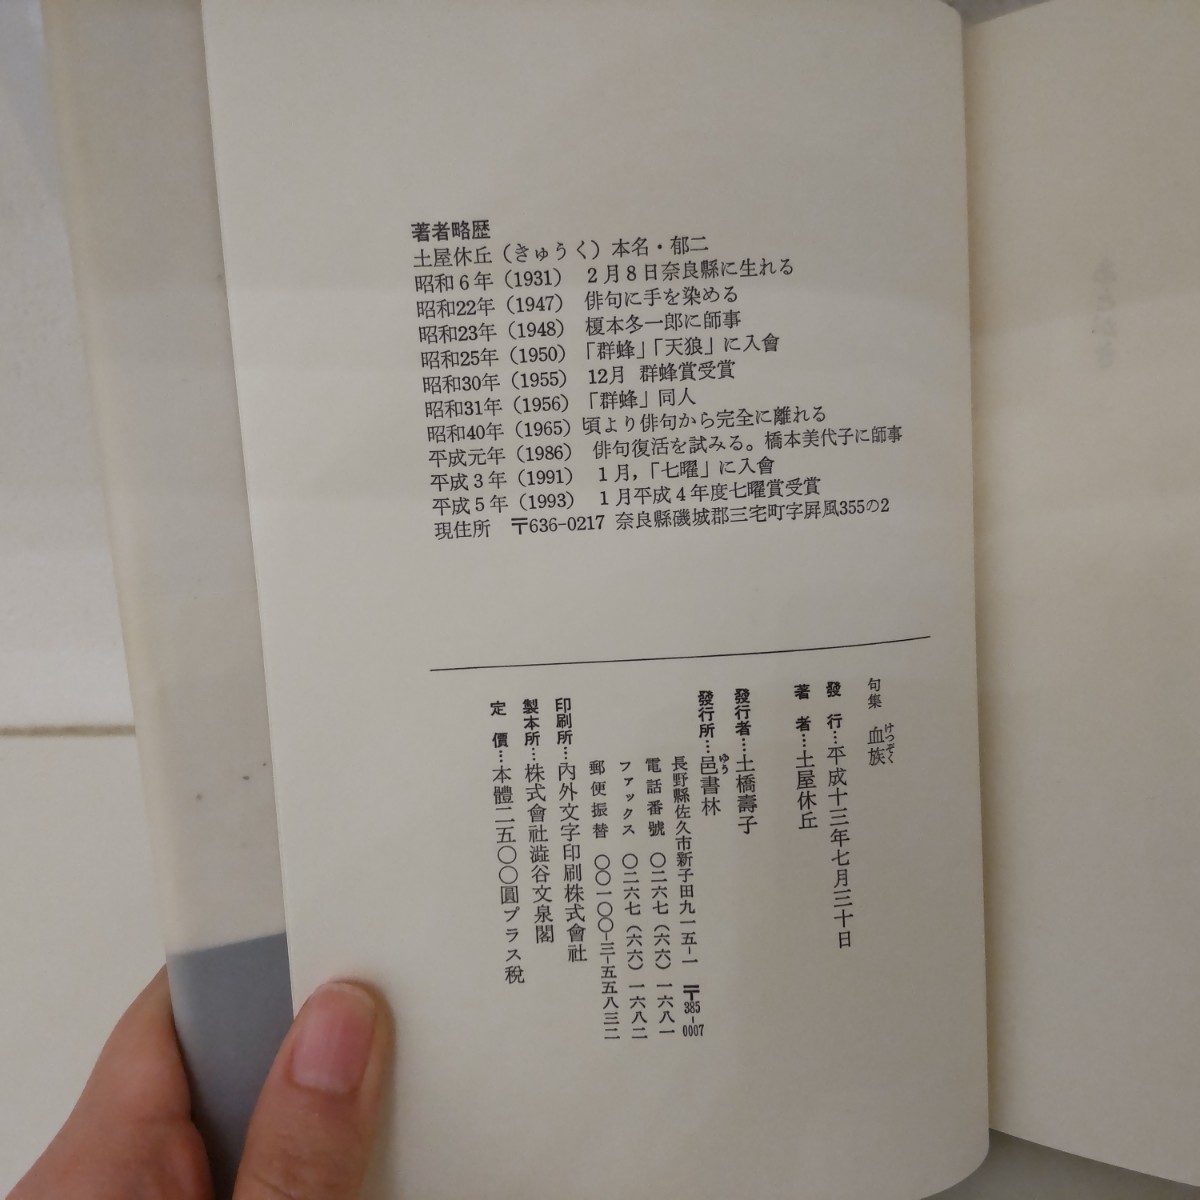 著者略歴
土屋休丘（きゅうく）本名・郁二
昭和6年（1931） 2月8日奈良縣に生れる
昭和22年（1947） 俳句に手を染める
昭和23年（1948） 榎本冬一郎に師事
昭和25年（1950）「群蜂」「天狼」に入會
昭和30年（1955） 12月 群蜂賞受賞
昭和31年（1956）「群蜂」同人
昭和40年（1965）頃より俳句から完全に離れる
平成元年（1986） 俳句復活を試みる。橋本美代子に師事
平成3年（1991） 1月，「七曜」に入會
平成5年（1993） 1月平成4年度七曜賞受賞
現住所 〒636-0217 奈良縣磯城郡三宅町字屏風355の2
句集 血族
けつぞく
發行…平成十三年七月三十日
著者…土屋休丘
發行者…土橋壽子
發行所…邑書林
ゆう
長野縣佐久市新子田九一五-一 〒385-0007
電話番號 〇二六七（六六）一六八一
ファックス 〇二六七（六六）一六八二
郵便振替 〇〇一〇〇-三-五五八三二
印刷所…内外文字印刷株式會社
製本所…株式會社澁谷文泉閣
定價…本體二五〇〇圓プラス税
あとがき